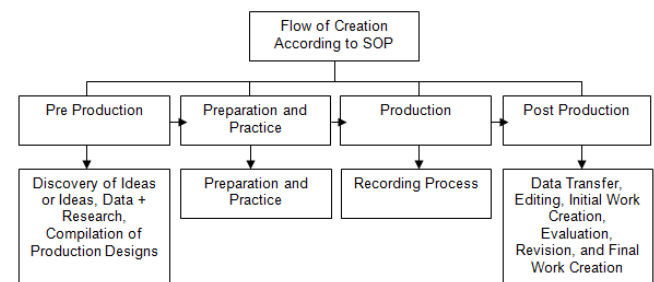 Flow of Creation
According to SOP
Pre Production
Preparation and
Practice
Production
Post Production
Discovery of Ideas
or Ideas, Data +
Research,
Compilation of
Production Designs
Preparation and
Practice
Recording Process
Data Transfer,
Editing, Initial Work
Creation,
Evaluation,
Revision, and Final
Work Creation